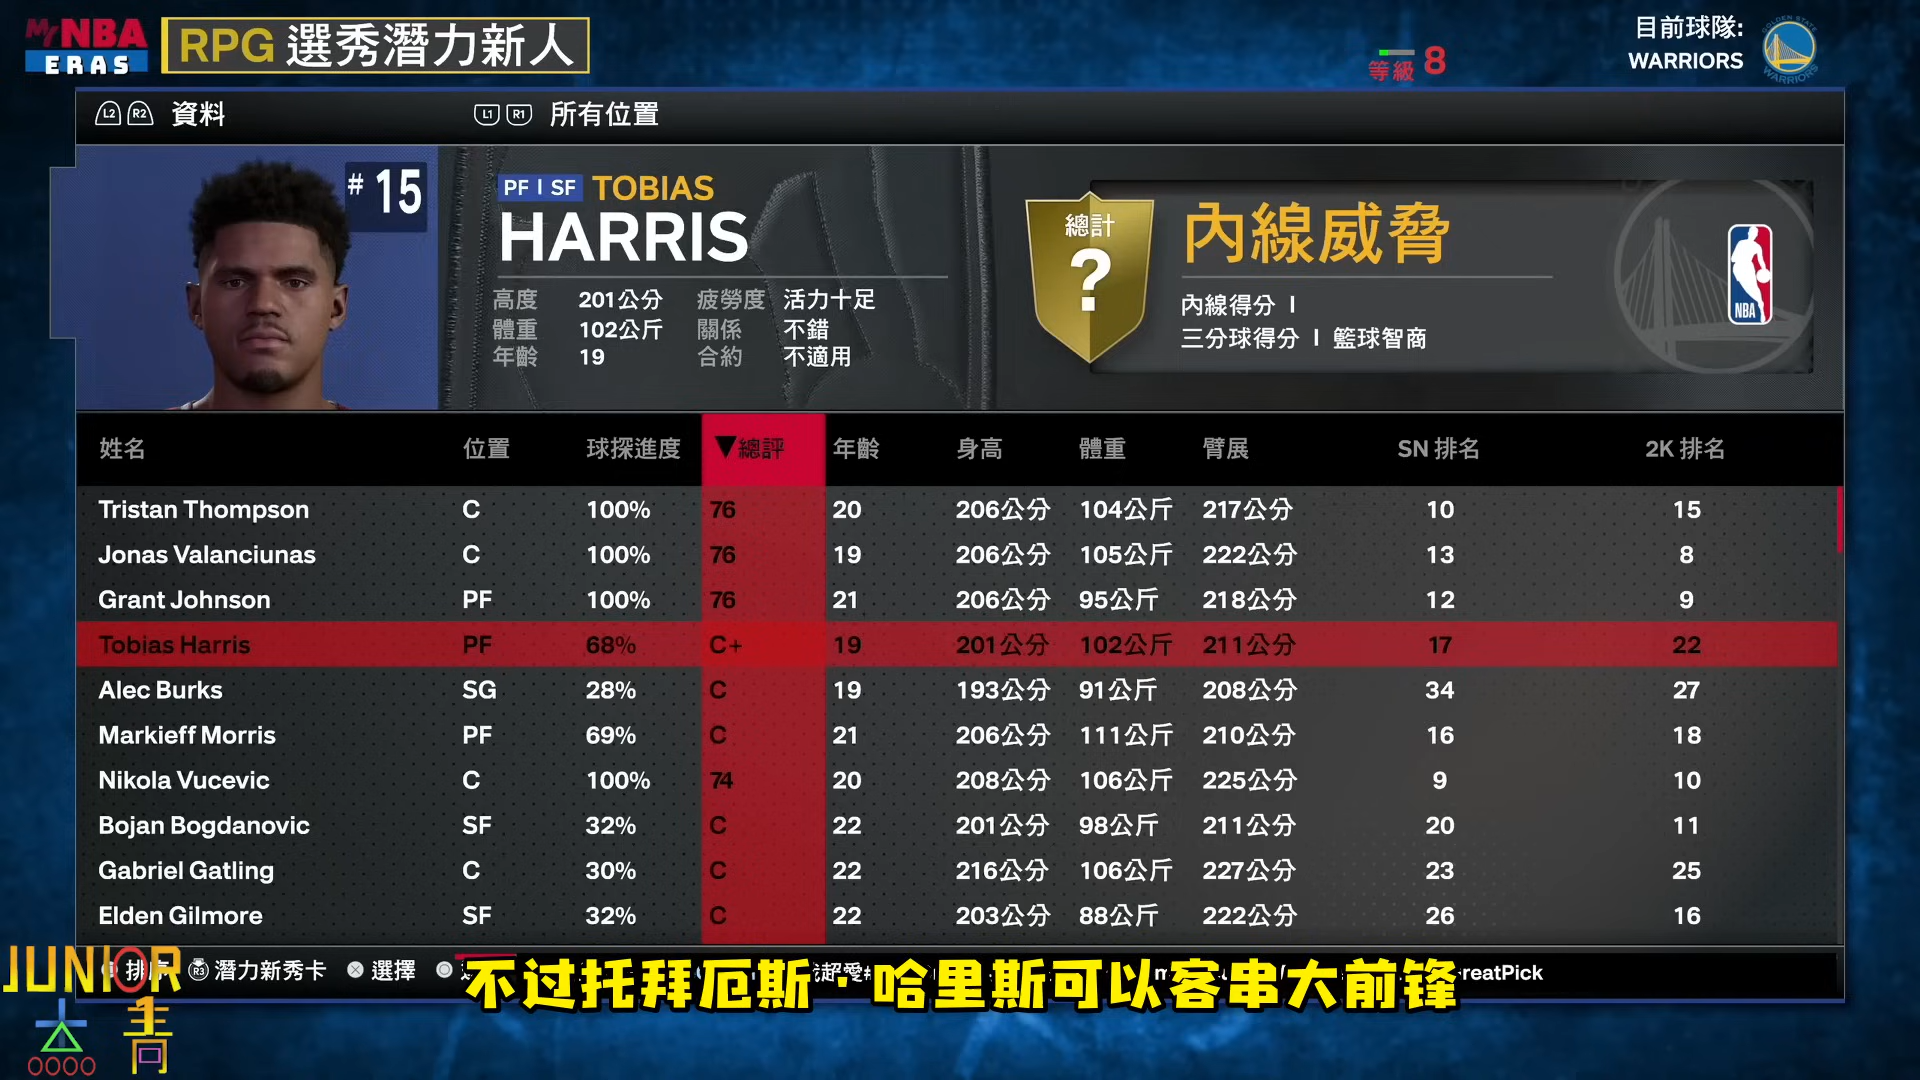 MyNBA ERAS
RPG 選秀潛力新人
等級 8
目前球隊:
WARRIORS
L2 R2 資料
L1 R1 所有位置
# 15
PF | SF TOBIAS
HARRIS
高度 201公分 疲勞度 活力十足
體重 102公斤 關係 不錯
年齡 19 合約 不適用
總計
?
內線威脅
內線得分 |
三分球得分 | 籃球智商
NBA
姓名 位置 球探進度 ▼總評 年齡 身高 體重 臂展 SN 排名 2K 排名
Tristan Thompson C 100% 76 20 206公分 104公斤 217公分 10 15
Jonas Valanciunas C 100% 76 19 206公分 105公斤 222公分 13 8
Grant Johnson PF 100% 76 21 206公分 95公斤 218公分 12 9
Tobias Harris PF 68% C+ 19 201公分 102公斤 211公分 17 22
Alec Burks SG 28% C 19 193公分 91公斤 208公分 34 27
Markieff Morris PF 69% C 21 206公分 111公斤 210公分 16 18
Nikola Vucevic C 100% 74 20 208公分 106公斤 225公分 9 10
Bojan Bogdanovic SF 32% C 22 201公分 98公斤 211公分 20 11
Gabriel Gatling C 30% C 22 216公分 106公斤 227公分 23 25
Elden Gilmore SF 32% C 22 203公分 88公斤 222公分 26 16
JUNIOR
R3 潛力新秀卡 選擇
不过托拜厄斯·哈里斯可以客串大前锋
reatPick